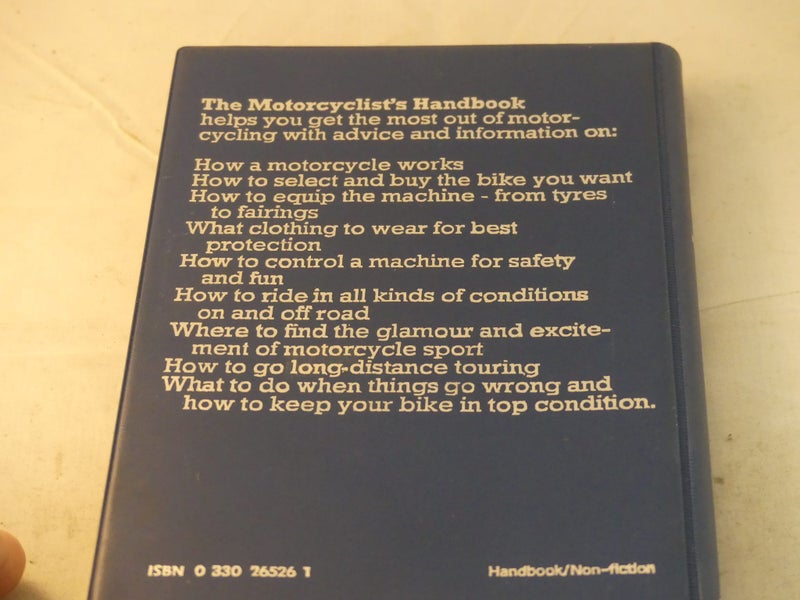 The Motorcyclist's Handbook
helps you get the most out of motor-
cycling with advice and information on:
How a motorcycle works
How to select and buy the bike you want
How to equip the machine - from tyres
to fairings
What clothing to wear for best
protection
How to control a machine for safety
and fun
How to ride in all kinds of conditions
on and off road
Where to find the glamour and excite-
ment of motorcycle sport
How to go long-distance touring
What to do when things go wrong and
how to keep your bike in top condition.
ISBN 0 330 26526 1
Handbook/Non-fiction